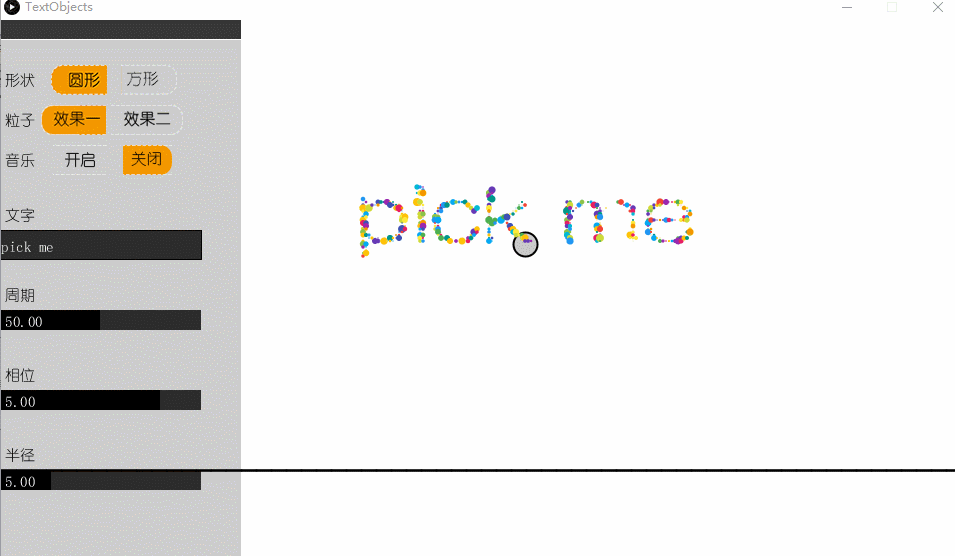 TextObjects
形状 圆形 方形
粒子 效果一 效果二
音乐 开启 关闭
文字
pick me
周期
50.00
相位
5.00
半径
5.00
pick me